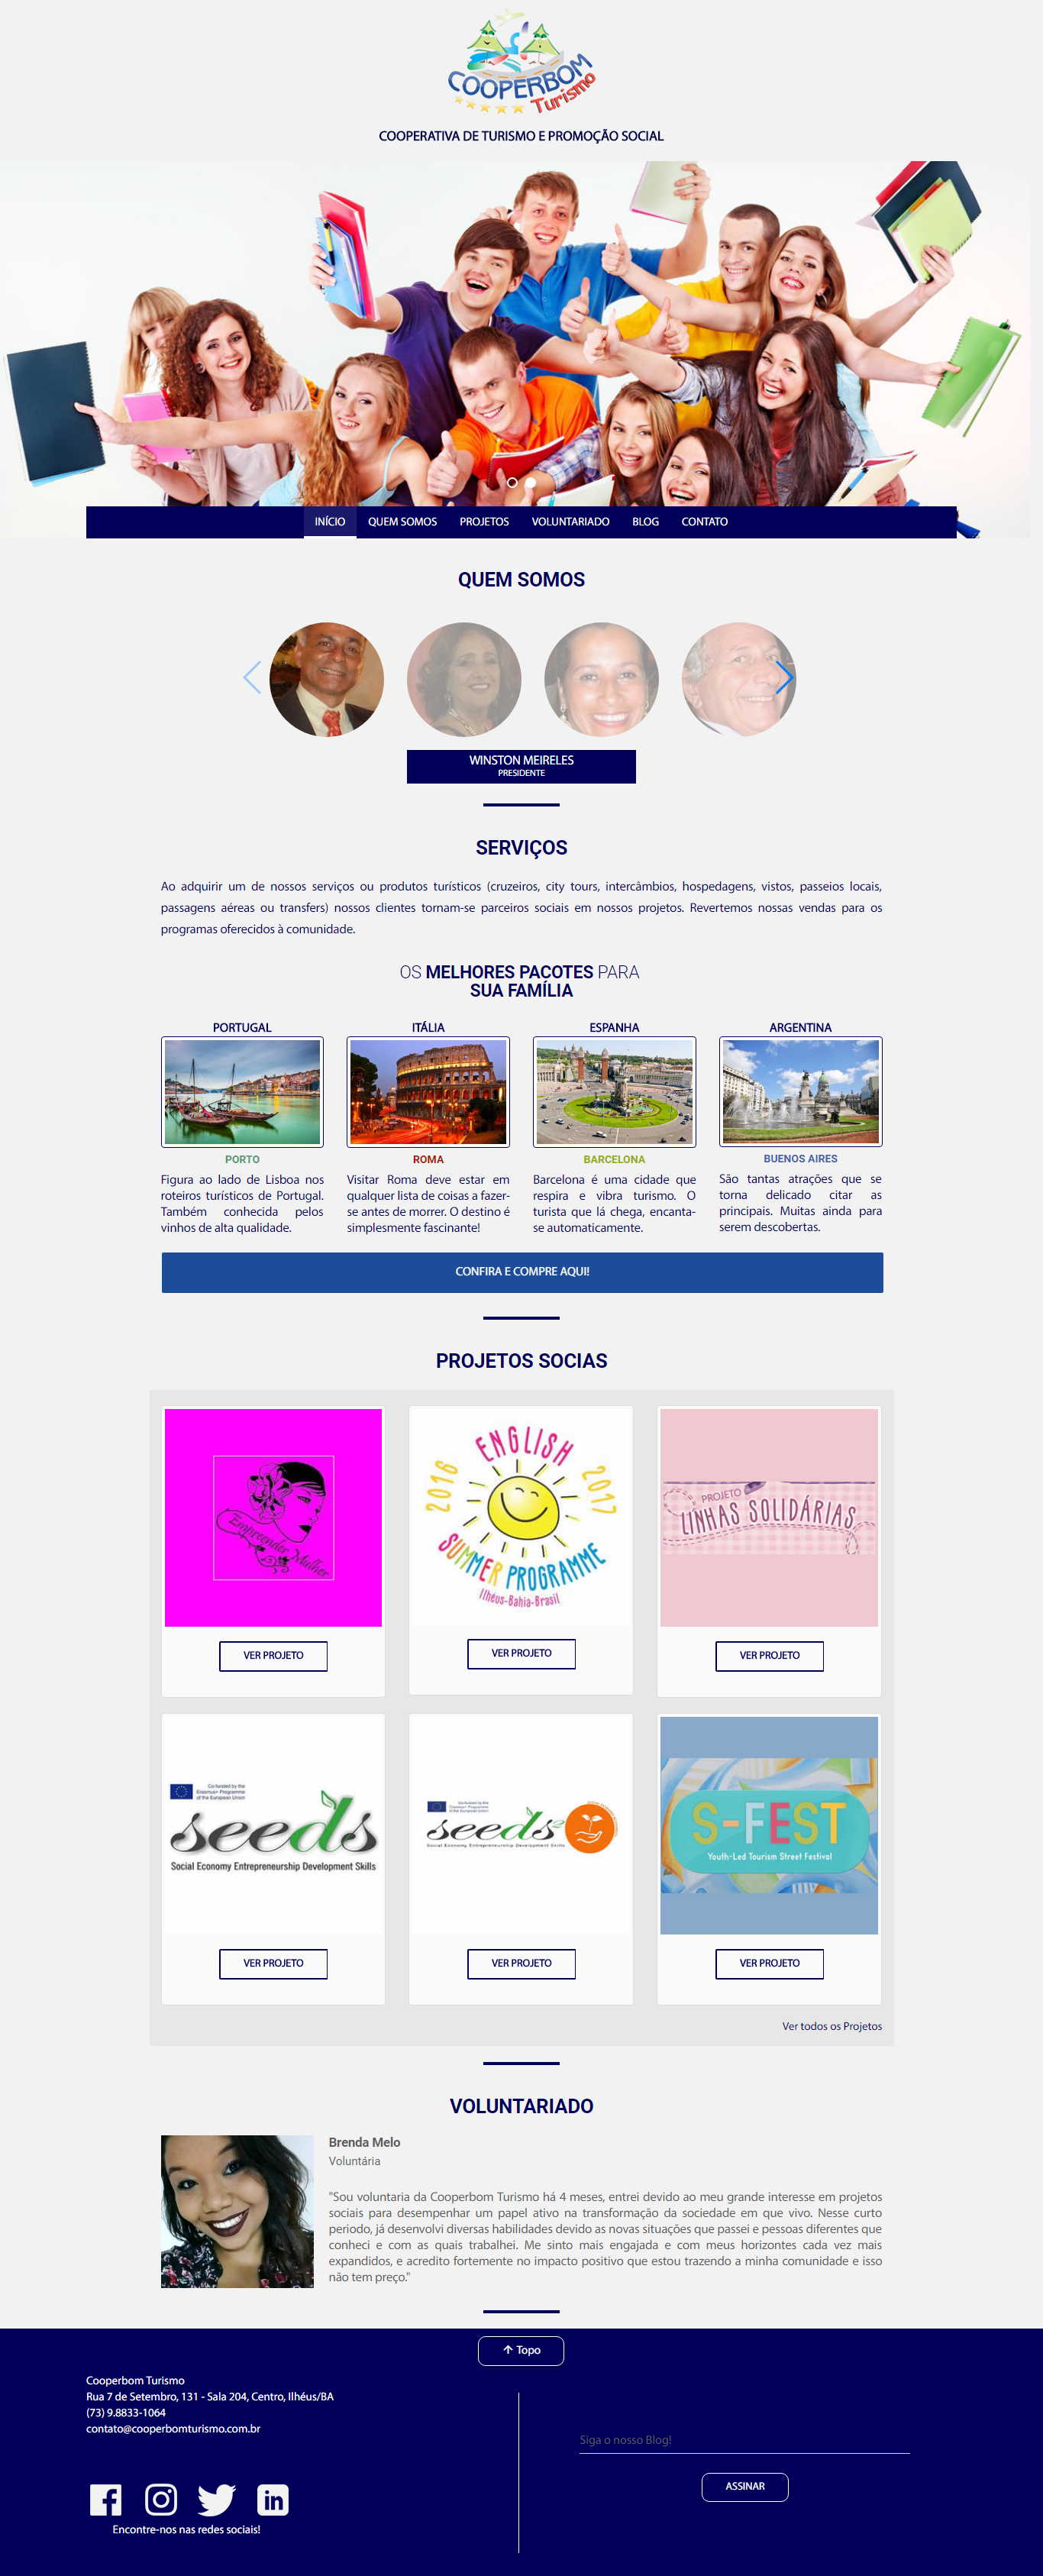 COOPERBOM
Turismo
COOPERATIVA DE TURISMO E PROMOÇÃO SOCIAL
INÍCIO QUEM SOMOS PROJETOS VOLUNTARIADO BLOG CONTATO
QUEM SOMOS
WINSTON MEIRELES
PRESIDENTE
SERVIÇOS
Ao adquirir um de nossos serviços ou produtos turísticos (cruzeiros, city tours, intercâmbios, hospedagens, vistos, passeios locais,
passagens aéreas ou transfers) nossos clientes tornam-se parceiros sociais em nossos projetos. Revertemos nossas vendas para os
programas oferecidos à comunidade.
OS MELHORES PACOTES PARA
SUA FAMÍLIA
PORTUGAL
PORTO
Figura ao lado de Lisboa nos
roteiros turísticos de Portugal.
Também conhecida pelos
vinhos de alta qualidade.
ITÁLIA
ROMA
Visitar Roma deve estar em
qualquer lista de coisas a fazer-
se antes de morrer. O destino é
simplesmente fascinante!
ESPANHA
BARCELONA
Barcelona é uma cidade que
respira e vibra turismo. O
turista que lá chega, encanta-
se automaticamente.
ARGENTINA
BUENOS AIRES
São tantas atrações que se
torna delicado citar as
principais. Muitas ainda para
serem descobertas.
CONFIRA E COMPRE AQUI!
PROJETOS SOCIAS
Empreender Mulher
VER PROJETO
2016 ENGLISH 2017
SUMMER PROGRAMME
Ilhéus-Bahia-Brasil
VER PROJETO
PROJETO
LINHAS SOLIDÁRIAS
VER PROJETO
Co-funded by the
Erasmus+ Programme
of the European Union
seeds
Social Economy Entrepreneurship Development Skills
VER PROJETO
Co-funded by the
Erasmus+ Programme
of the European Union
seeds2
Social Economy Entrepreneurship Development Skills
VER PROJETO
S-FEST
Youth-Led Tourism Street Festival
VER PROJETO
Ver todos os Projetos
VOLUNTARIADO
Brenda Melo
Voluntária
"Sou voluntaria da Cooperbom Turismo há 4 meses, entrei devido ao meu grande interesse em projetos
sociais para desempenhar um papel ativo na transformação da sociedade em que vivo. Nesse curto
periodo, já desenvolvi diversas habilidades devido as novas situações que passei e pessoas diferentes que
conheci e com as quais trabalhei. Me sinto mais engajada e com meus horizontes cada vez mais
expandidos, e acredito fortemente no impacto positivo que estou trazendo a minha comunidade e isso
não tem preço."
Topo
Cooperbom Turismo
Rua 7 de Setembro, 131 - Sala 204, Centro, Ilhéus/BA
(73) 9.8833-1064
contato@cooperbomturismo.com.br
Encontre-nos nas redes sociais!
Siga o nosso Blog!
ASSINAR